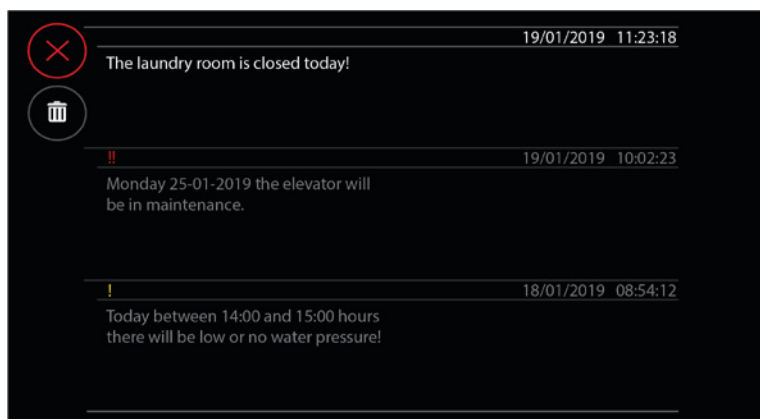 19/01/2019 11:23:18
The laundry room is closed today!
!! 19/01/2019 10:02:23
Monday 25-01-2019 the elevator will
be in maintenance.
! 18/01/2019 08:54:12
Today between 14:00 and 15:00 hours
there will be low or no water pressure!